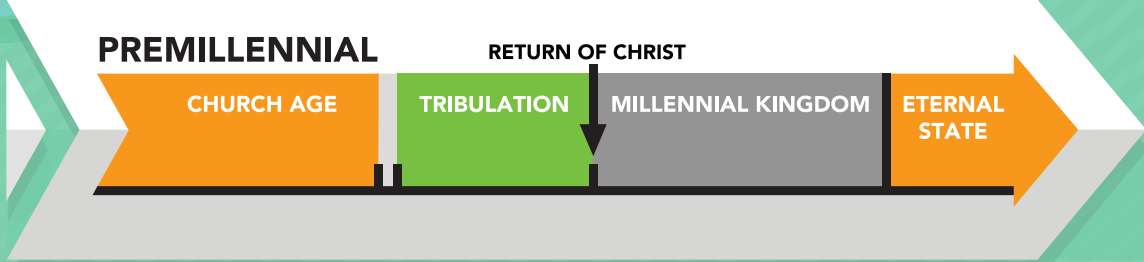 PREMILLENNIAL
RETURN OF CHRIST
CHURCH AGE
TRIBULATION
MILLENNIAL KINGDOM
ETERNAL
STATE